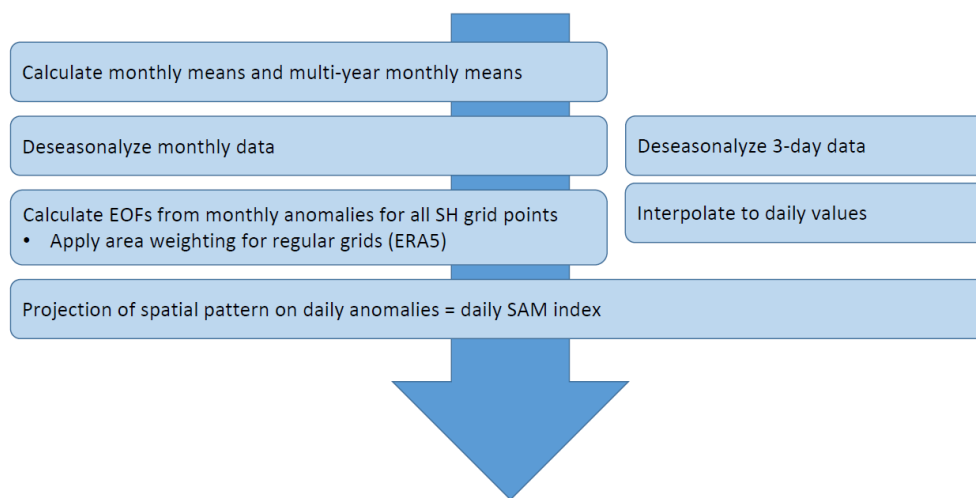 Calculate monthly means and multi-year monthly means
Deseasonalyze monthly data
Deseasonalyze 3-day data
Calculate EOFs from monthly anomalies for all SH grid points
• Apply area weighting for regular grids (ERA5)
Interpolate to daily values
Projection of spatial pattern on daily anomalies = daily SAM index